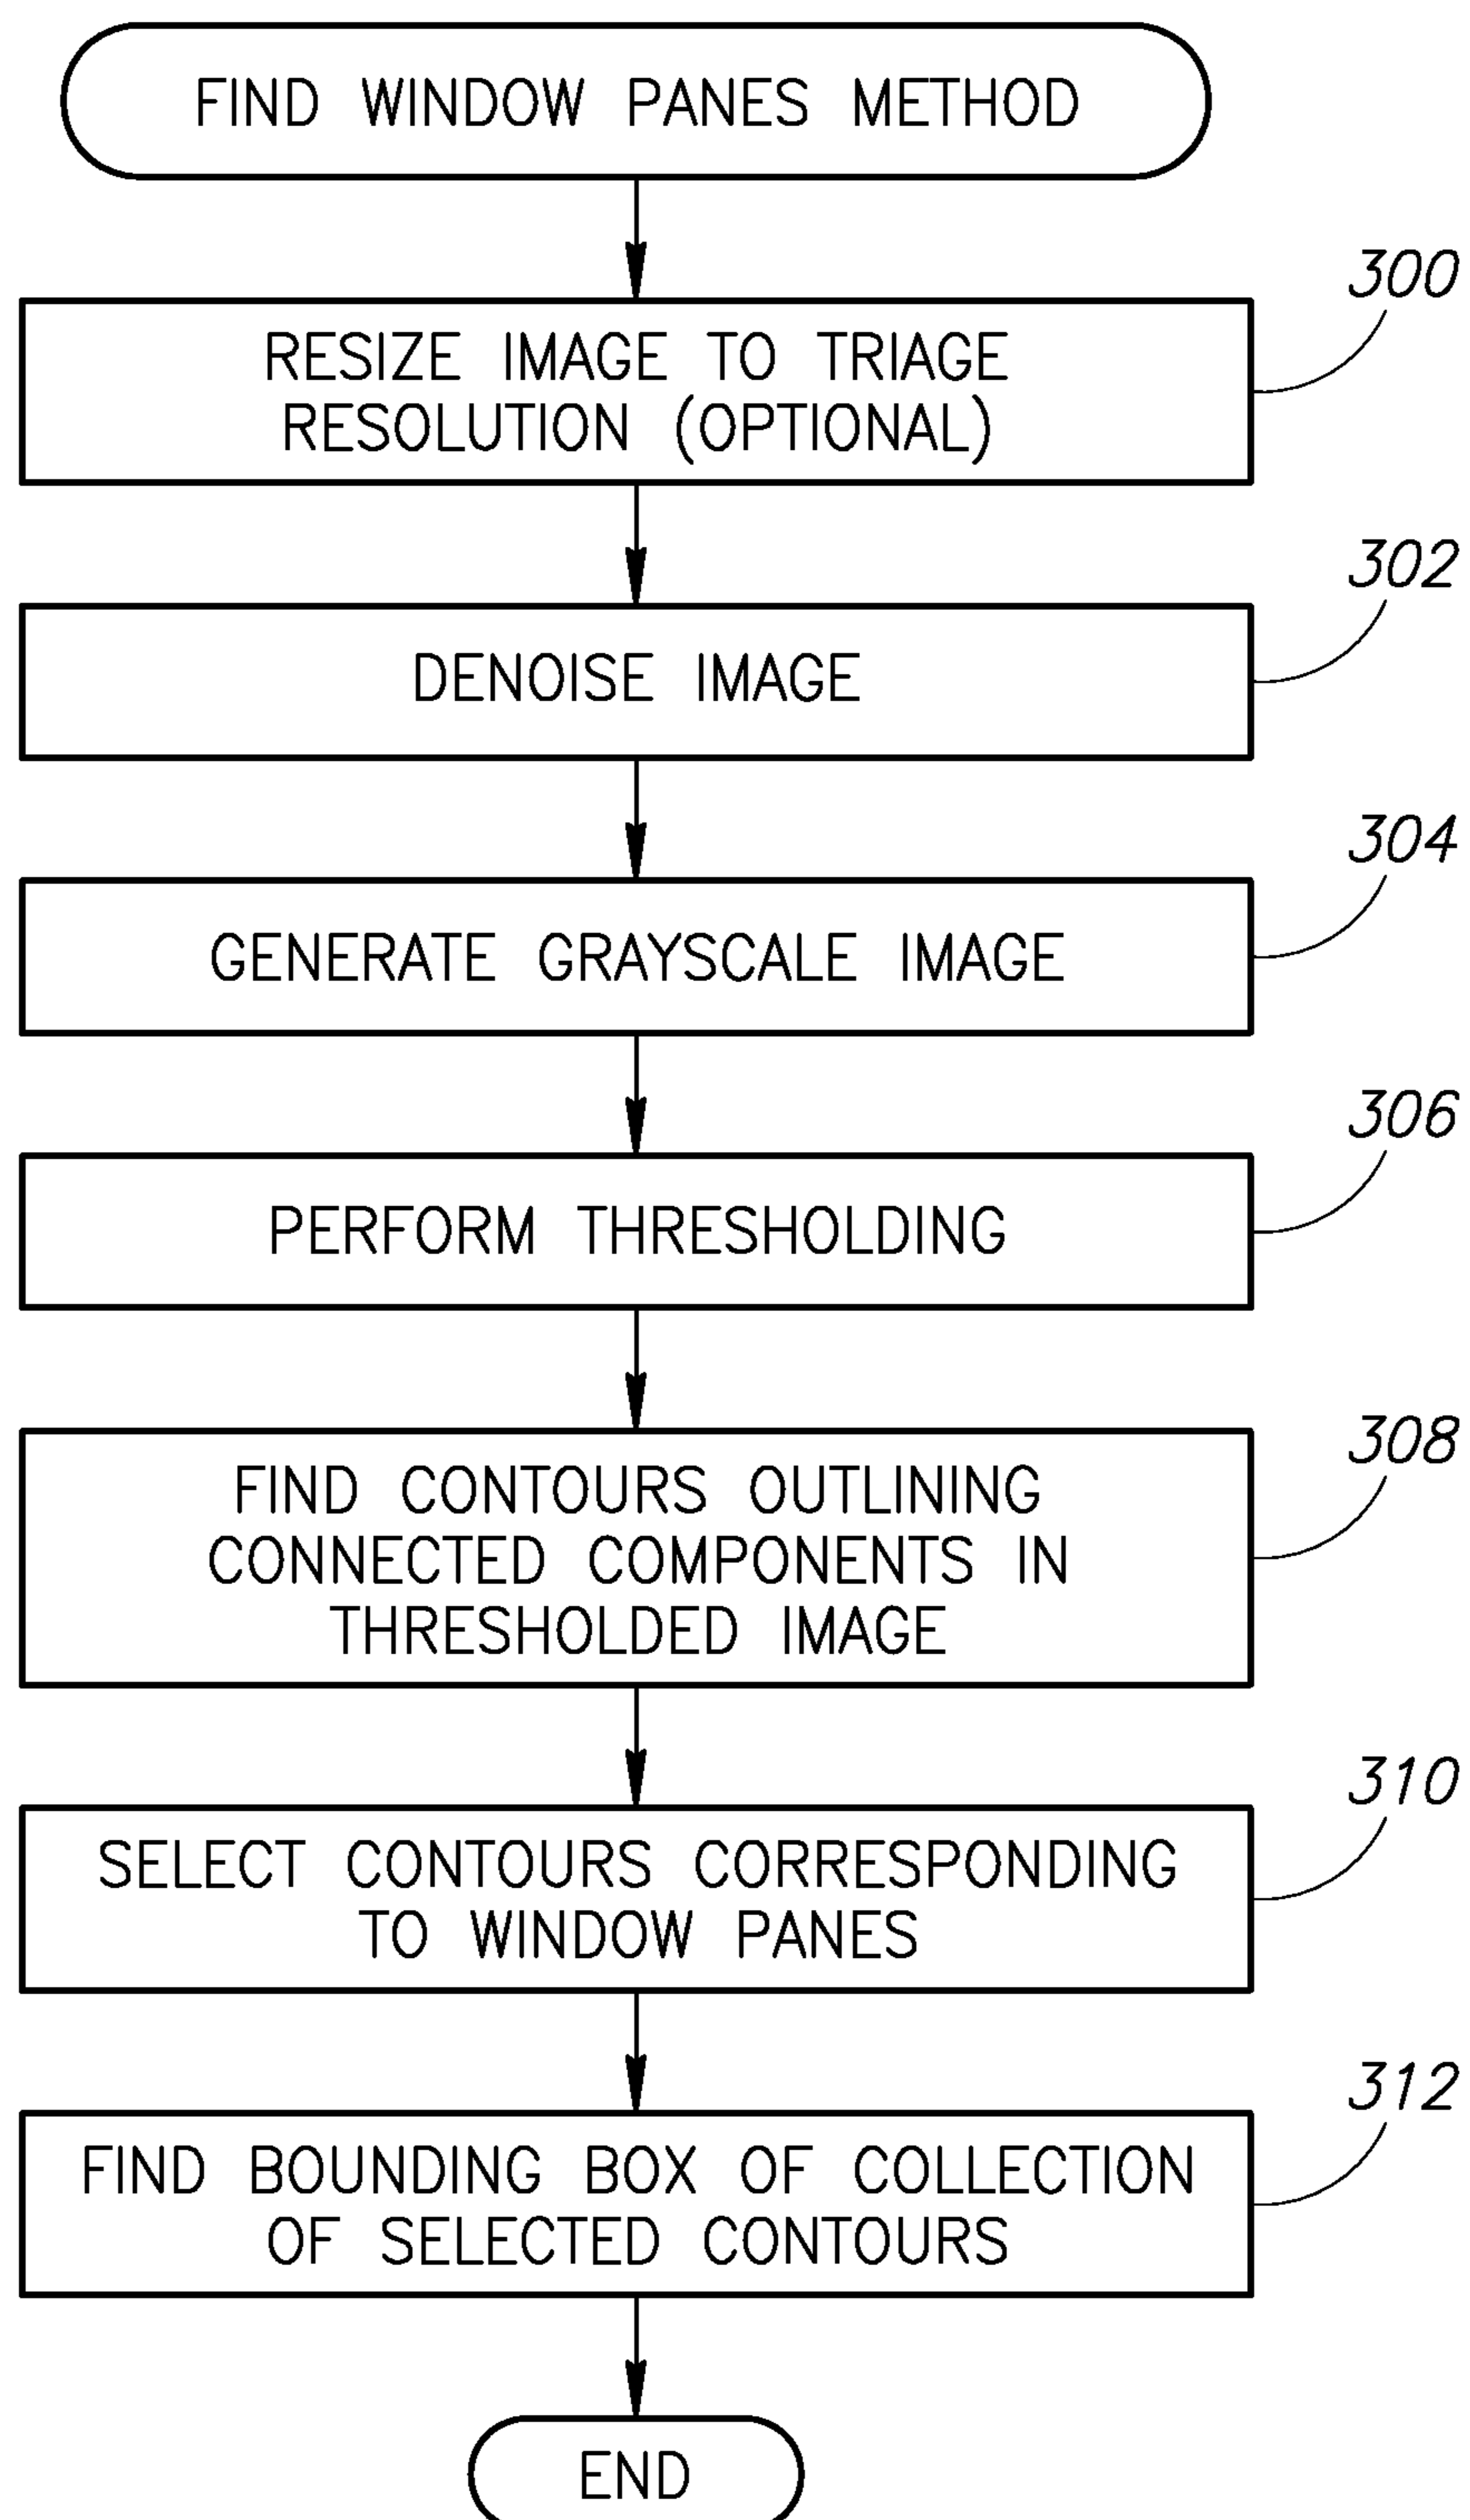 FIND WINDOW PANES METHOD
300
RESIZE IMAGE TO TRIAGE
RESOLUTION (OPTIONAL)
302
DENOISE IMAGE
304
GENERATE GRAYSCALE IMAGE
306
PERFORM THRESHOLDING
308
FIND CONTOURS OUTLINING
CONNECTED COMPONENTS IN
THRESHOLDED IMAGE
310
SELECT CONTOURS CORRESPONDING
TO WINDOW PANES
312
FIND BOUNDING BOX OF COLLECTION
OF SELECTED CONTOURS
END